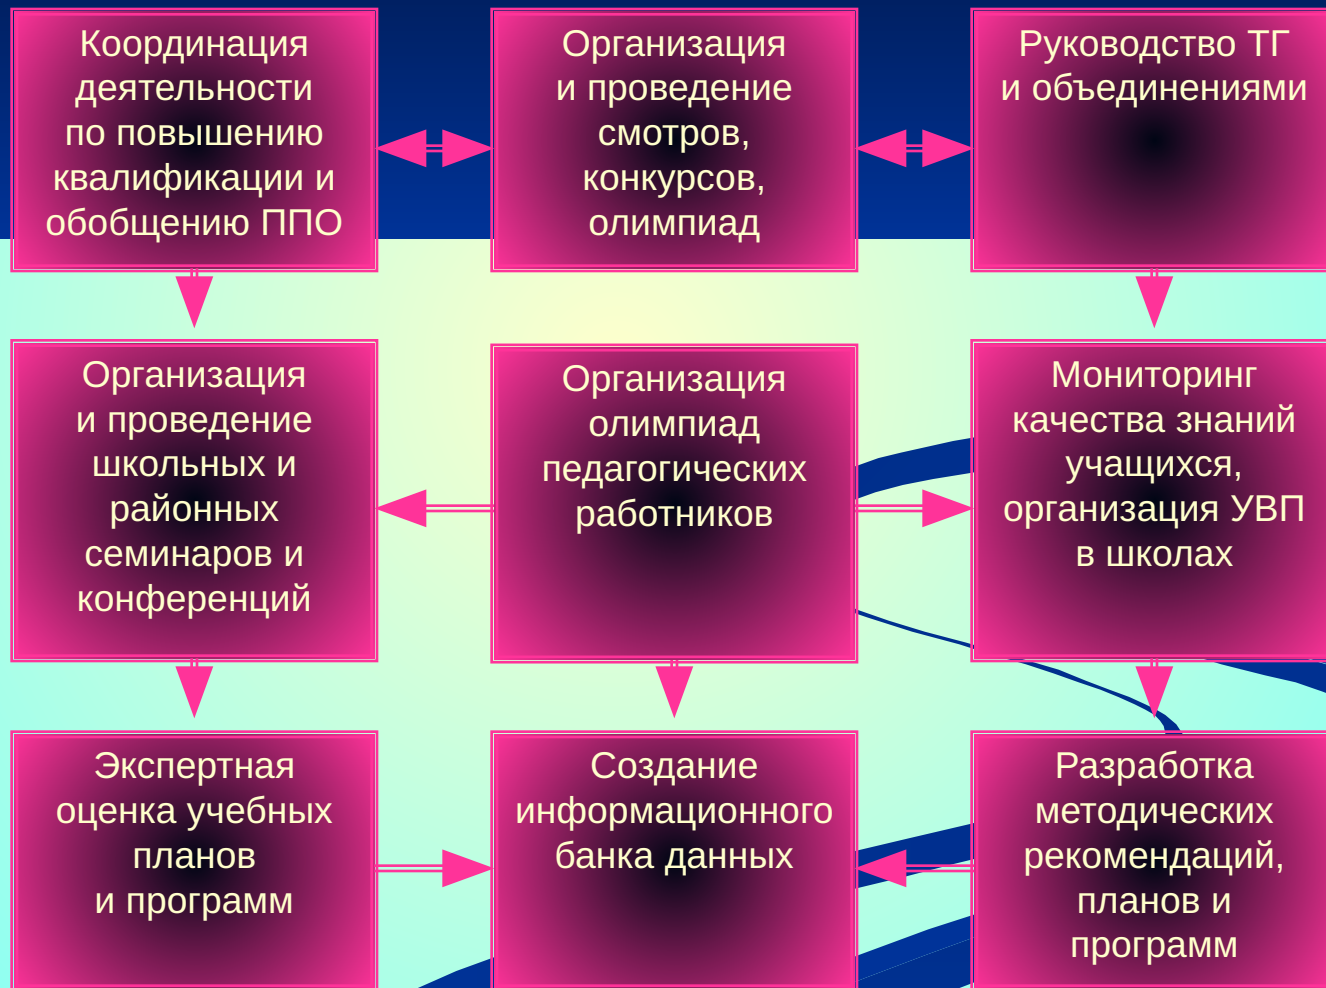 Координация
деятельности
по повышению
квалификации и
обобщению ППО
Организация
и проведение
смотров,
конкурсов,
олимпиад
Руководство ТГ
и объединениями
Организация
и проведение
школьных и
районных
семинаров и
конференций
Организация
олимпиад
педагогических
работников
Мониторинг
качества знаний
учащихся,
организация УВП
в школах
Экспертная
оценка учебных
планов
и программ
Создание
информационного
банка данных
Разработка
методических
рекомендаций,
планов и
программ